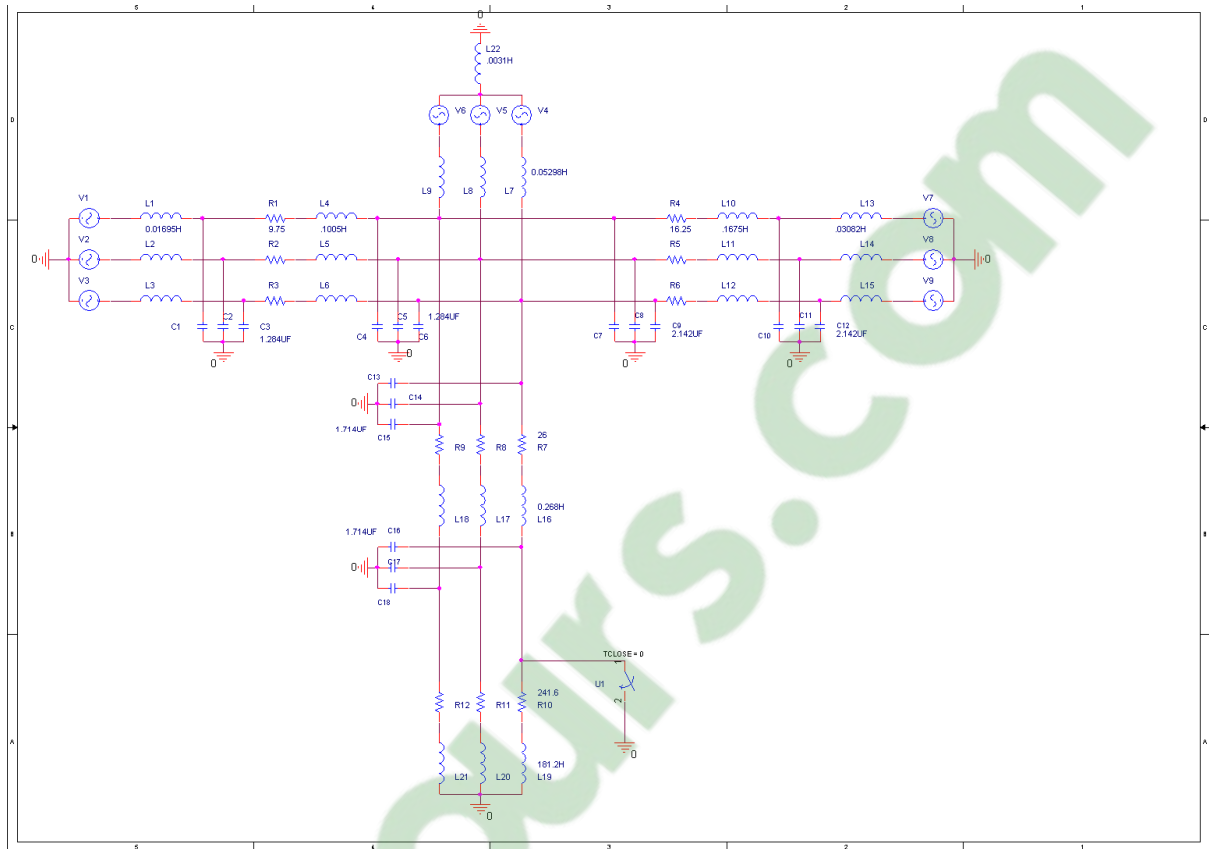 5 4 3 2 1
0
L22
.0031H
D V6 V5 V4 D
L9 L8 L7 0.05298H
V1 L1 R1 L4 R4 L10 L13 V7
0.01695H 9.75 .1005H 16.25 .1675H .03082H
V2 L2 R2 L5 R5 L11 L14 V8
0 0
V3 L3 R3 L6 R6 L12 L15 V9
C1 C2 C3 C4 C5 C6 C7 C8 C9 C10 C11 C12
C 1.284UF 1.284UF 2.142UF 2.142UF C
0 0 0 0
C13
0 C14
1.714UF C15
R9 R8 26
R7
0.268H
L18 L17 L16
1.714UF C16
B B
0 C17
C18
TCLOSE = 0
1
U1
2
241.6
R12 R11 R10
A 0 A
181.2H
L21 L20 L19
0
5 4 3 2 1
ours.com